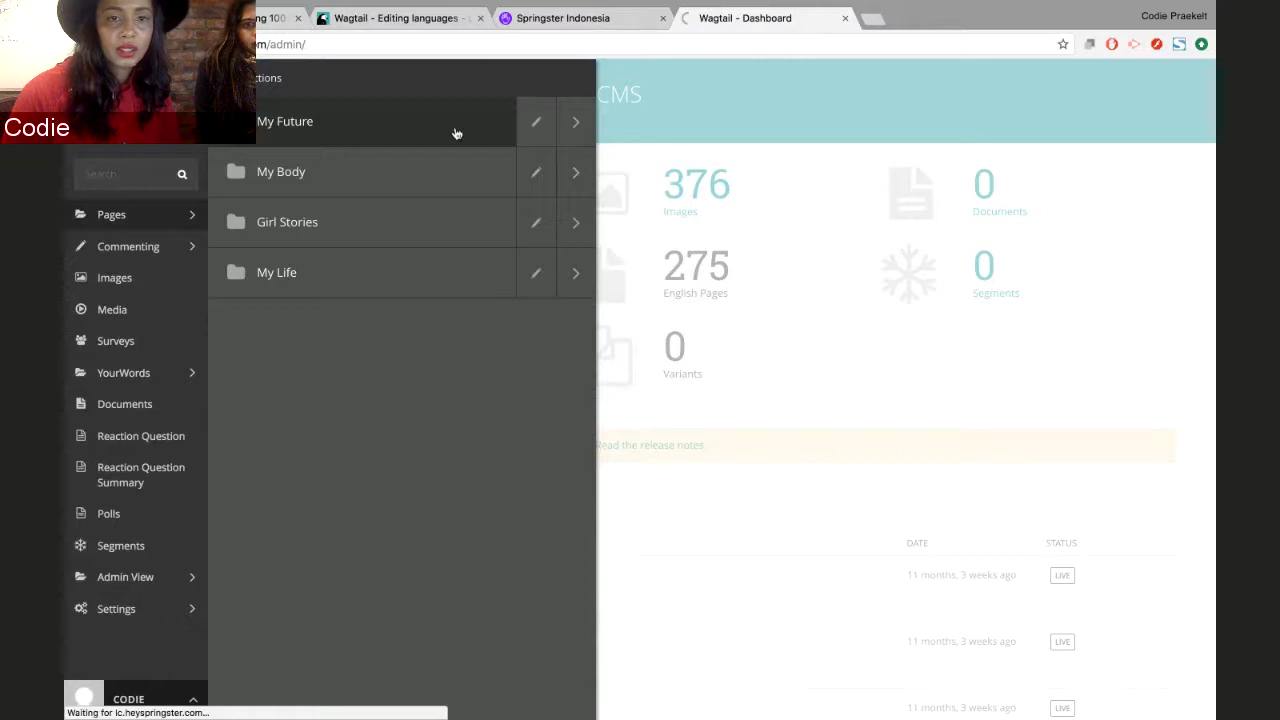 ng 100
Wagtail - Editing languages - L
Springster Indonesia
Wagtail - Dashboard
Codie Praekelt
om/admin/
Codie
ctions
CMS
My Future
My Body
Girl Stories
My Life
Search...
Pages
Commenting
Images
Media
Surveys
YourWords
Documents
Reaction Question
Reaction Question
Summary
Polls
Segments
Admin View
Settings
CODIE
Waiting for lc.heyspringster.com...
376
Images
0
Documents
275
English Pages
0
Segments
0
Variants
Read the release notes.
DATE
STATUS
11 months, 3 weeks ago
LIVE
11 months, 3 weeks ago
LIVE
11 months, 3 weeks ago
LIVE